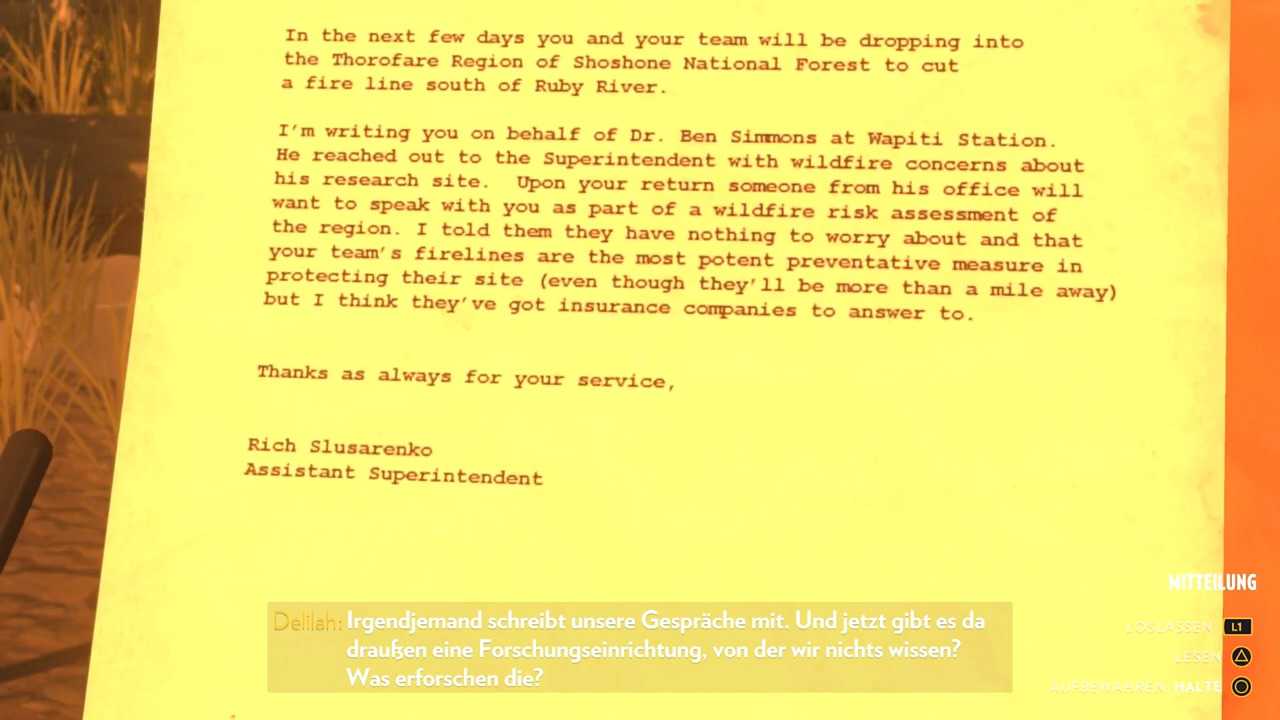 In the next few days you and your team will be dropping into
the Thorofare Region of Shoshone National Forest to cut
a fire line south of Ruby River.
I'm writing you on behalf of Dr. Ben Simmons at Wapiti Station.
He reached out to the Superintendent with wildfire concerns about
his research site.  Upon your return someone from his office will
want to speak with you as part of a wildfire risk assessment of
the region. I told them they have nothing to worry about and that
your team's firelines are the most potent preventative measure in
protecting their site (even though they'll be more than a mile away)
but I think they've got insurance companies to answer to.
Thanks as always for your service,
Rich Slusarenko
Assistant Superintendent
Delilah: Irgendjemand schreibt unsere Gespräche mit. Und jetzt gibt es da
draußen eine Forschungseinrichtung, von der wir nichts wissen?
Was erforschen die?
MITTEILUNG
LOSLASSEN L1
LESEN
AUFBEWAHREN: HALTE